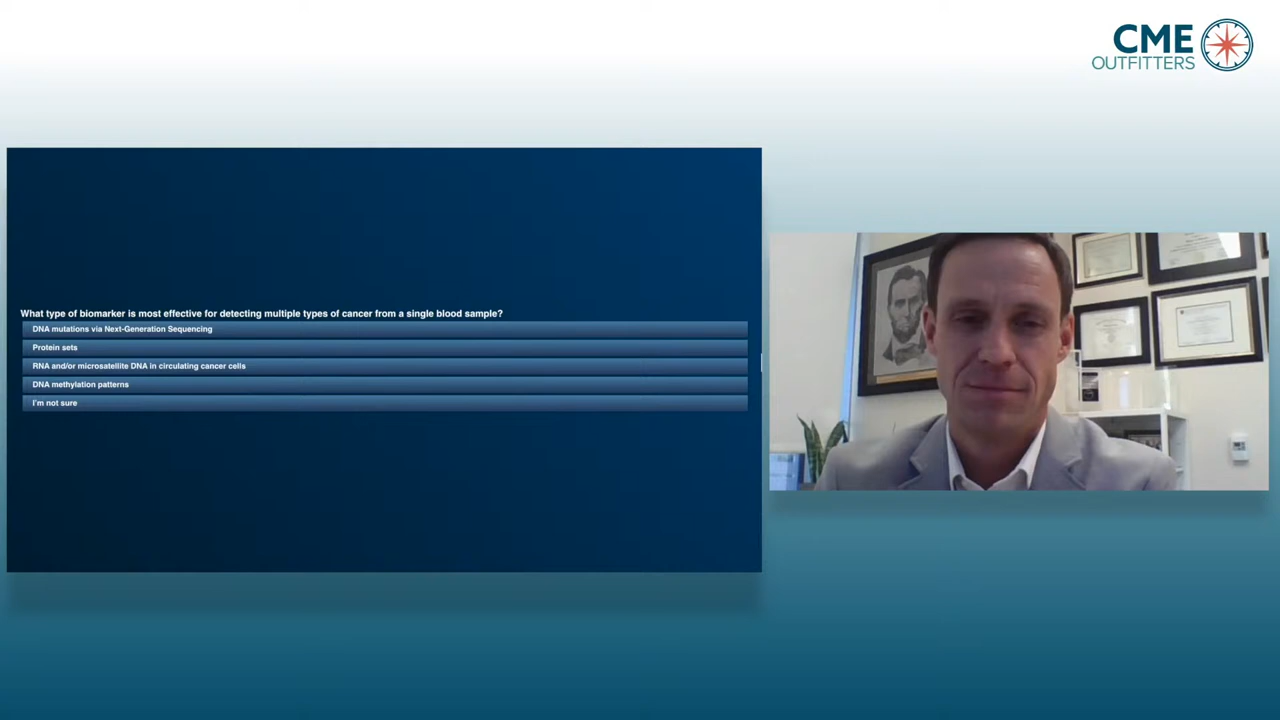 CME
OUTFITTERS
What type of biomarker is most effective for detecting multiple types of cancer from a single blood sample?
DNA mutations via Next-Generation Sequencing
Protein sets
RNA and/or microsatellite DNA in circulating cancer cells
DNA methylation patterns
I'm not sure